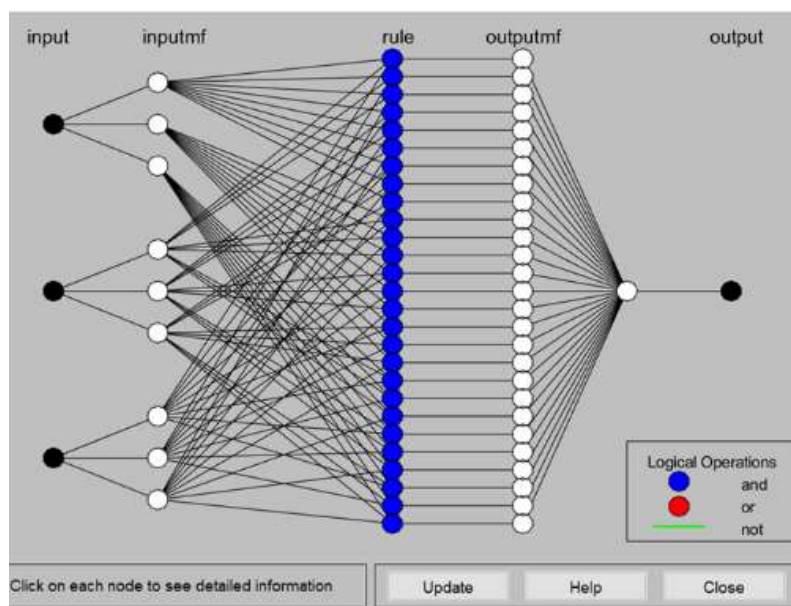 input inputmf rule outputmf output
Logical Operations
and
or
not
Click on each node to see detailed information
Update Help Close